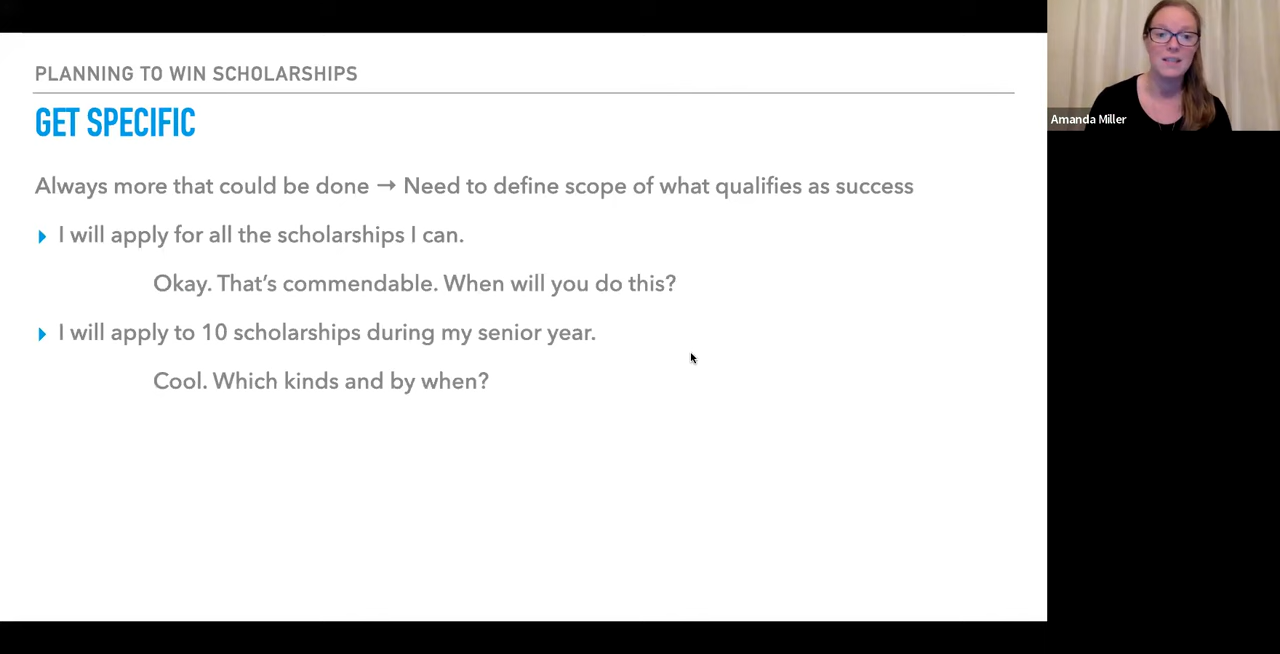 PLANNING TO WIN SCHOLARSHIPS
GET SPECIFIC
Always more that could be done → Need to define scope of what qualifies as success
I will apply for all the scholarships I can.
Okay. That’s commendable. When will you do this?
I will apply to 10 scholarships during my senior year.
Cool. Which kinds and by when?
Amanda Miller